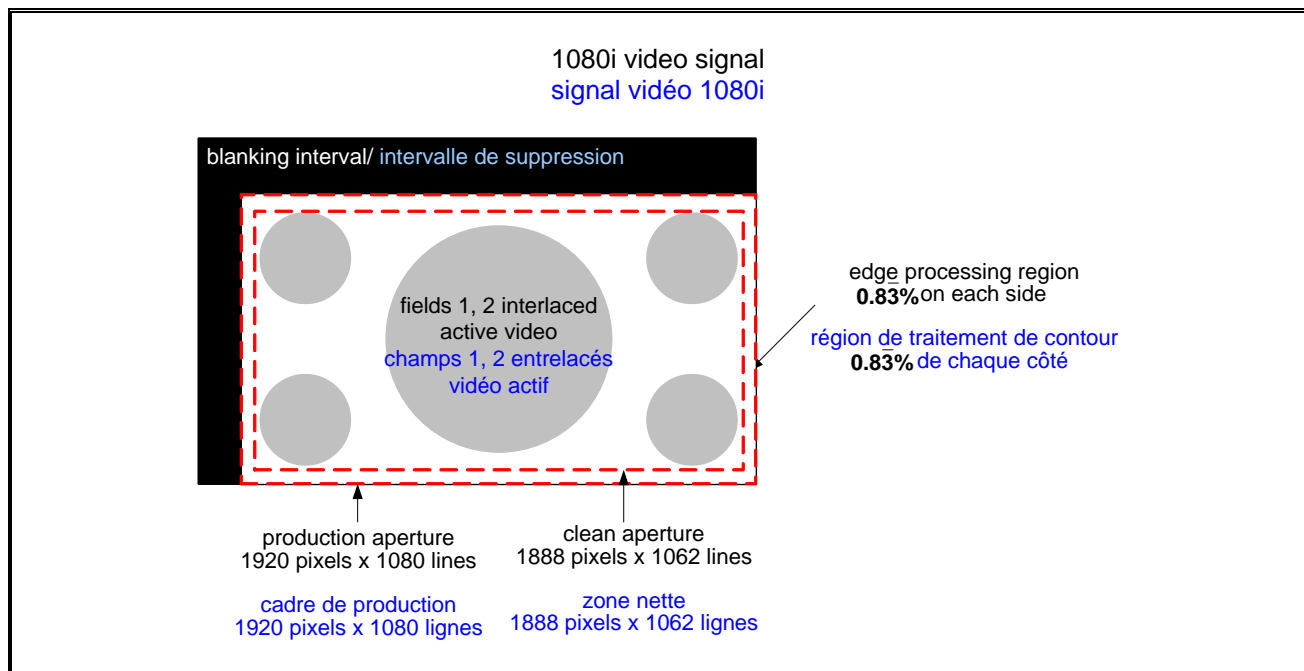 1080i video signal
signal vidéo 1080i
blanking interval/ intervalle de suppression
fields 1, 2 interlaced
active video
champs 1, 2 entrelacés
vidéo actif
edge processing region
0.83̅% on each side
région de traitement de contour
0.83̅% de chaque côté
production aperture
1920 pixels x 1080 lines
cadre de production
1920 pixels x 1080 lignes
clean aperture
1888 pixels x 1062 lines
zone nette
1888 pixels x 1062 lignes